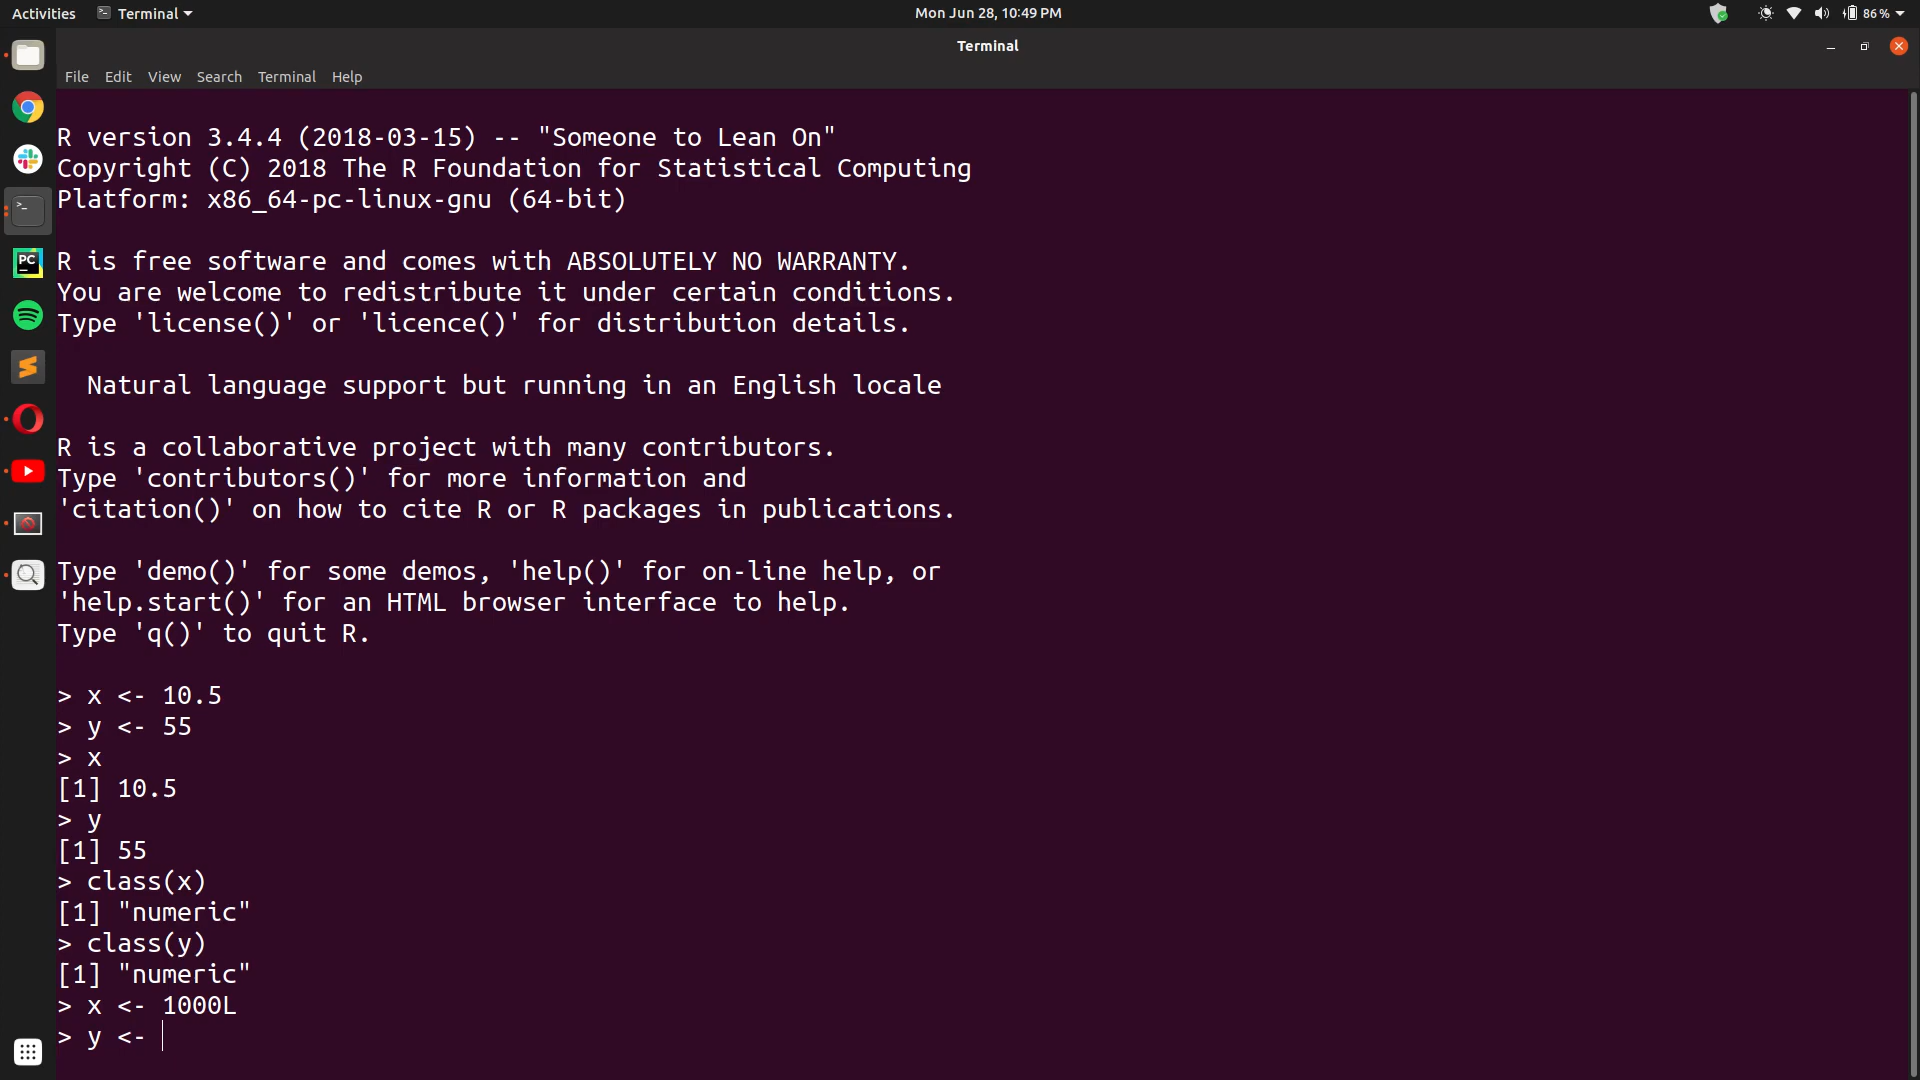 Activities Terminal Mon Jun 28, 10:49 PM 86 %
Terminal
File Edit View Search Terminal Help
R version 3.4.4 (2018-03-15) -- "Someone to Lean On"
Copyright (C) 2018 The R Foundation for Statistical Computing
Platform: x86_64-pc-linux-gnu (64-bit)
R is free software and comes with ABSOLUTELY NO WARRANTY.
You are welcome to redistribute it under certain conditions.
Type 'license()' or 'licence()' for distribution details.
Natural language support but running in an English locale
R is a collaborative project with many contributors.
Type 'contributors()' for more information and
'citation()' on how to cite R or R packages in publications.
Type 'demo()' for some demos, 'help()' for on-line help, or
'help.start()' for an HTML browser interface to help.
Type 'q()' to quit R.
> x <- 10.5
> y <- 55
> x
[1] 10.5
> y
[1] 55
> class(x)
[1] "numeric"
> class(y)
[1] "numeric"
> x <- 1000L
> y <-
PC